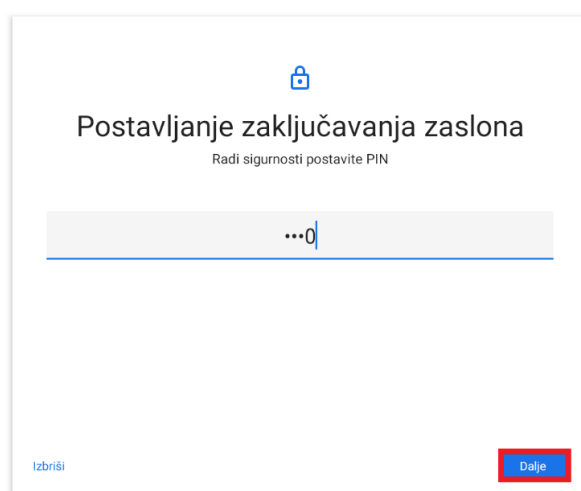 Postavljanje zaključavanja zaslona
Radi sigurnosti postavite PIN
•••0
Izbriši
Dalje